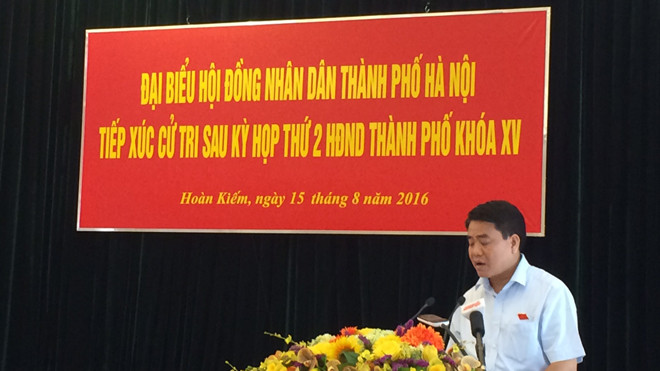 ĐẠI BIỂU HỘI ĐỒNG NHÂN DÂN THÀNH PHỐ HÀ NỘI
TIẾP XÚC CỬ TRI SAU KỲ HỌP THỨ 2 HĐND THÀNH PHỐ KHÓA XV
Hoàn Kiếm, ngày 15 tháng 8 năm 2016